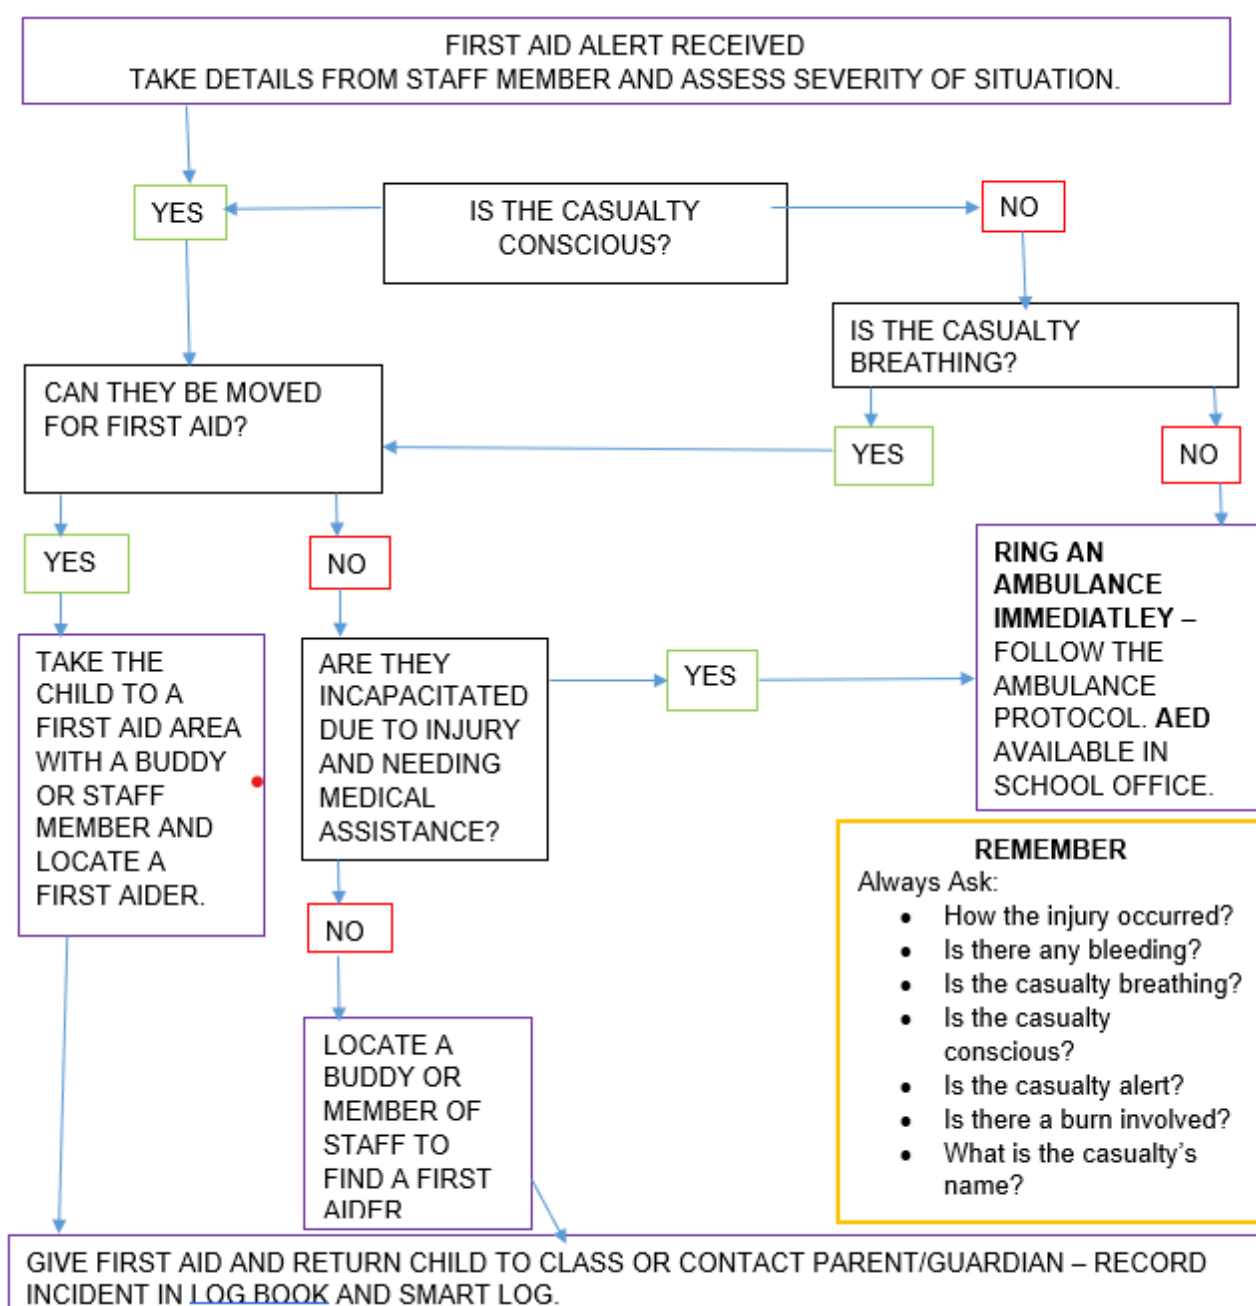 FIRST AID ALERT RECEIVED
TAKE DETAILS FROM STAFF MEMBER AND ASSESS SEVERITY OF SITUATION.
YES
IS THE CASUALTY
CONSCIOUS?
NO
IS THE CASUALTY
BREATHING?
CAN THEY BE MOVED
FOR FIRST AID?
YES
NO
YES
NO
RING AN
AMBULANCE
IMMEDIATLEY –
FOLLOW THE
AMBULANCE
PROTOCOL. AED
AVAILABLE IN
SCHOOL OFFICE.
TAKE THE
CHILD TO A
FIRST AID AREA
WITH A BUDDY
OR STAFF
MEMBER AND
LOCATE A
FIRST AIDER.
ARE THEY
INCAPACITATED
DUE TO INJURY
AND NEEDING
MEDICAL
ASSISTANCE?
YES
NO
REMEMBER
Always Ask:
• How the injury occurred?
• Is there any bleeding?
• Is the casualty breathing?
• Is the casualty
conscious?
• Is the casualty alert?
• Is there a burn involved?
• What is the casualty's
name?
LOCATE A
BUDDY OR
MEMBER OF
STAFF TO
FIND A FIRST
AIDER
GIVE FIRST AID AND RETURN CHILD TO CLASS OR CONTACT PARENT/GUARDIAN – RECORD
INCIDENT IN LOG BOOK AND SMART LOG.